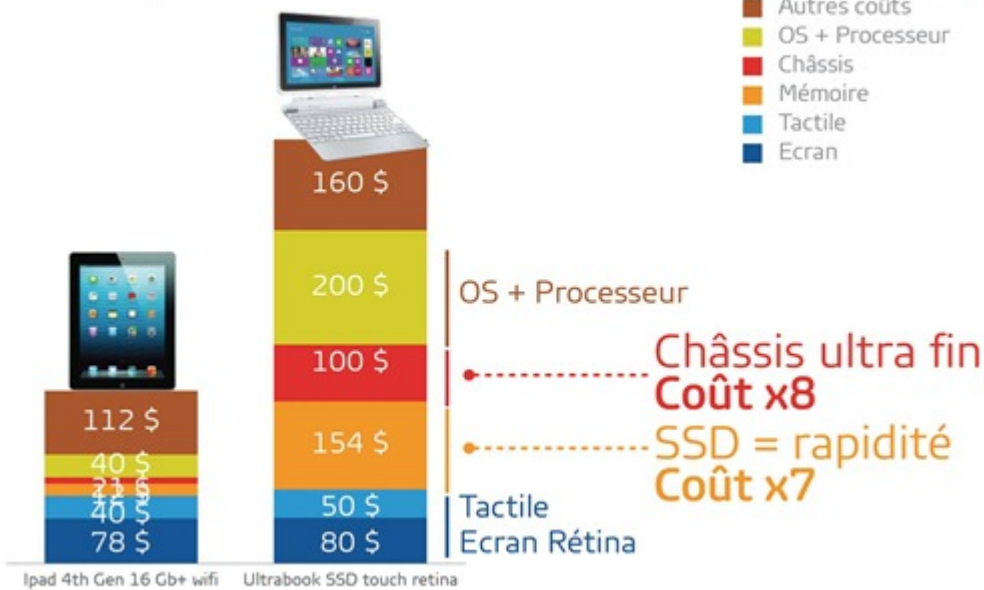 Autres coûts
OS + Processeur
Châssis
Mémoire
Tactile
Ecran
160 $
200 $
OS + Processeur
100 $
Châssis ultra fin
Coût x8
112 $
154 $
SSD = rapidité
Coût x7
40 $
40 $
50 $
Tactile
78 $
80 $
Ecran Rétina
Ipad 4th Gen 16 Gb+ wifi
Ultrabook SSD touch retina